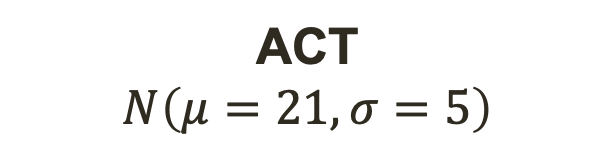 ACT
N(μ = 21, σ = 5)